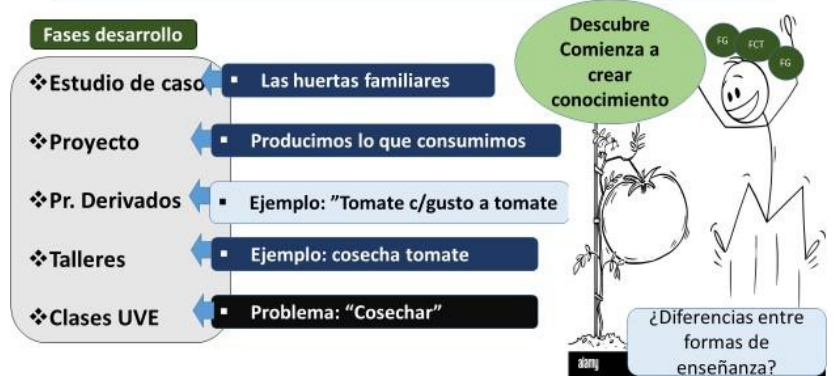 Fases desarrollo
❖Estudio de caso
▪ Las huertas familiares
❖Proyecto
▪ Producimos lo que consumimos
❖Pr. Derivados
▪ Ejemplo: ”Tomate c/gusto a tomate
❖Talleres
▪ Ejemplo: cosecha tomate
❖Clases UVE
▪ Problema: “Cosechar”
Descubre
Comienza a
crear
conocimiento
FG
FCT
FG
¿Diferencias entre
formas de
enseñanza?
alamy